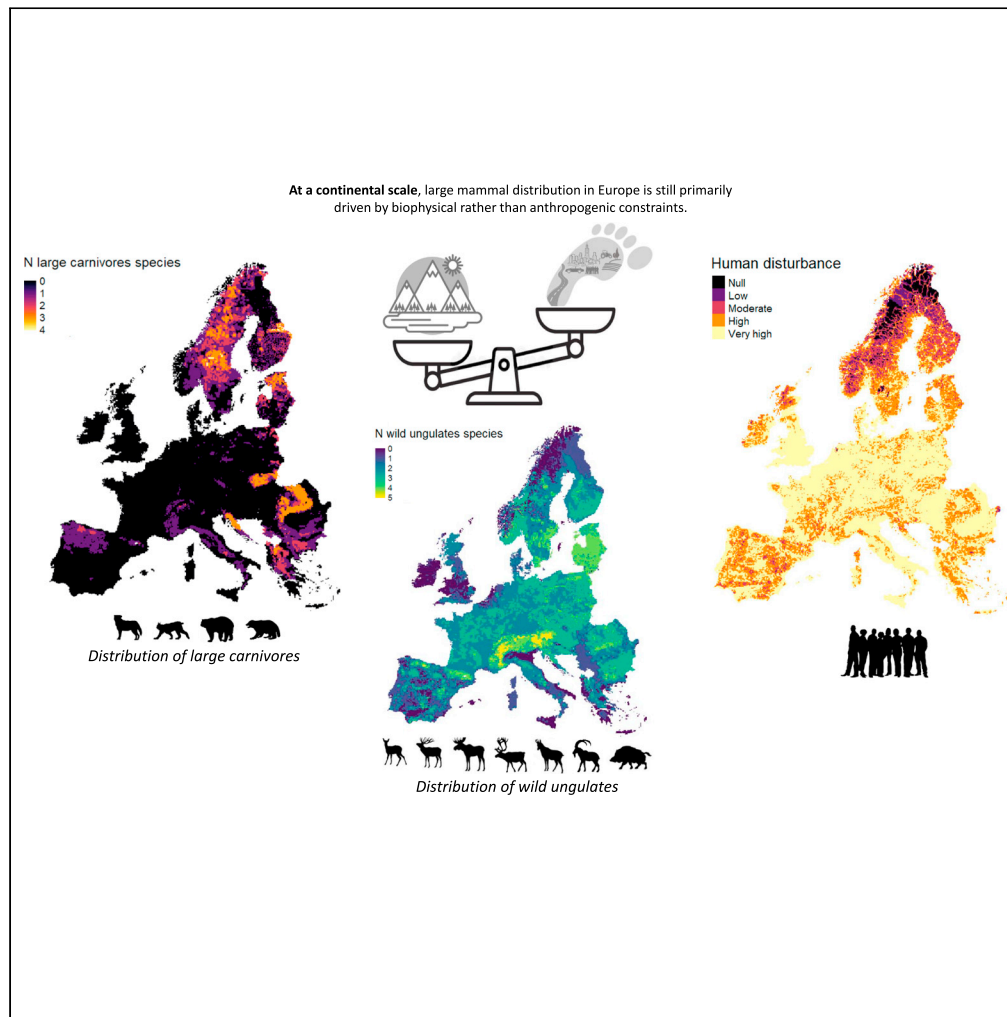 At a continental scale, large mammal distribution in Europe is still primarily
driven by biophysical rather than anthropogenic constraints.
N large carnivores species
0
1
2
3
4
Distribution of large carnivores
N wild ungulates species
0
1
2
3
4
5
Distribution of wild ungulates
Human disturbance
Null
Low
Moderate
High
Very high